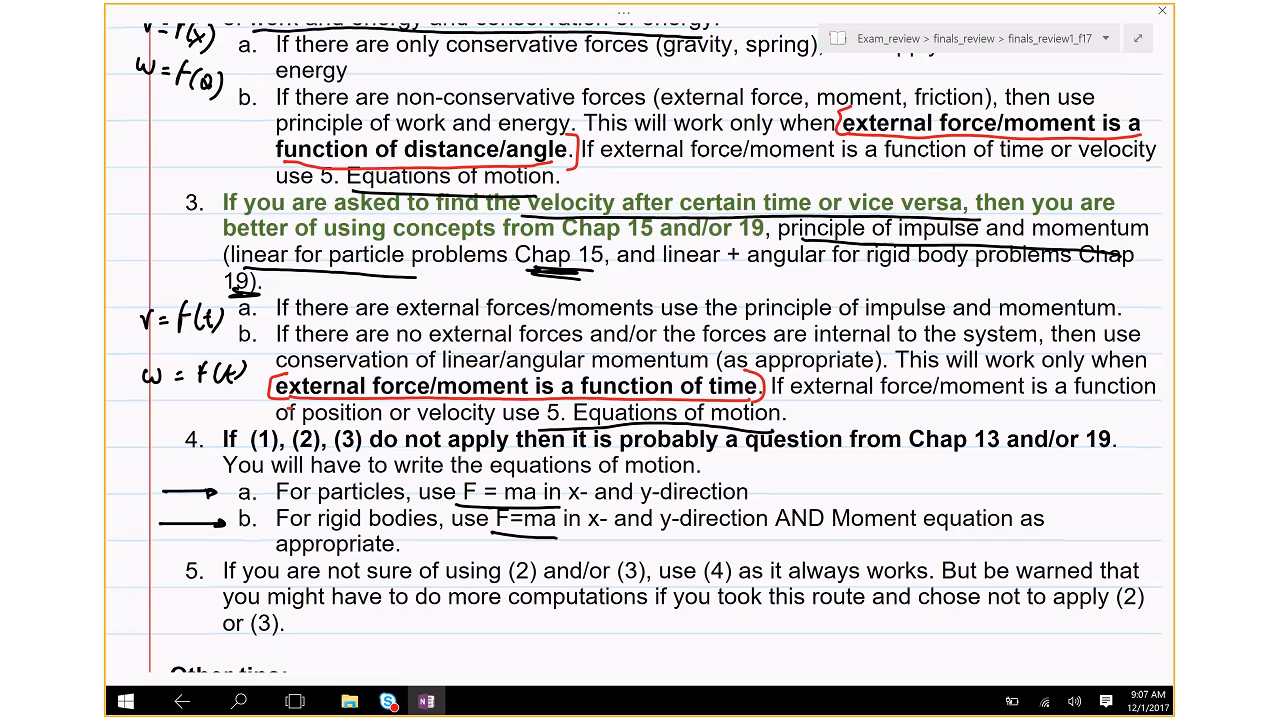 v = f(x)
of work and energy and conservation of energy.
Exam_review > finals_review > finals_review1_f17
a. If there are only conservative forces (gravity, spring),
energy
ω = f(θ)
b. If there are non-conservative forces (external force, moment, friction), then use
principle of work and energy. This will work only when external force/moment is a
function of distance/angle. If external force/moment is a function of time or velocity
use 5. Equations of motion.
3. If you are asked to find the velocity after certain time or vice versa, then you are
better of using concepts from Chap 15 and/or 19, principle of impulse and momentum
(linear for particle problems Chap 15, and linear + angular for rigid body problems Chap
19).
v = f(t)
a. If there are external forces/moments use the principle of impulse and momentum.
b. If there are no external forces and/or the forces are internal to the system, then use
conservation of linear/angular momentum (as appropriate). This will work only when
ω = f(t)
external force/moment is a function of time. If external force/moment is a function
of position or velocity use 5. Equations of motion.
4. If (1), (2), (3) do not apply then it is probably a question from Chap 13 and/or 19.
You will have to write the equations of motion.
a. For particles, use F = ma in x- and y-direction
b. For rigid bodies, use F=ma in x- and y-direction AND Moment equation as
appropriate.
5. If you are not sure of using (2) and/or (3), use (4) as it always works. But be warned that
you might have to do more computations if you took this route and chose not to apply (2)
or (3).
Other tips:
9:07 AM
12/1/2017